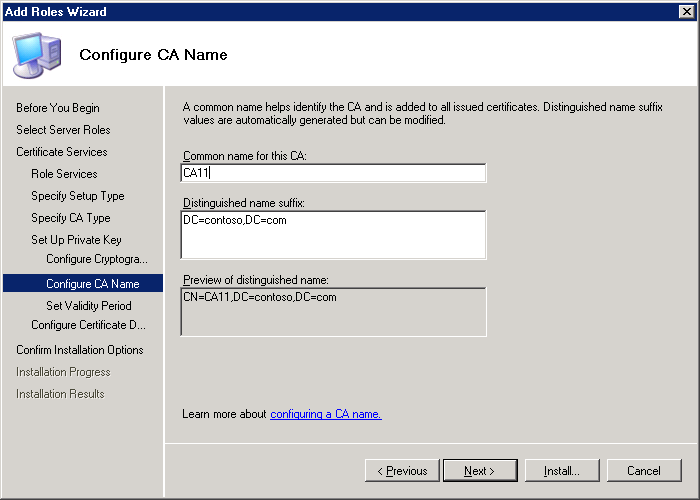 Add Roles Wizard
Configure CA Name
Before You Begin
Select Server Roles
Certificate Services
Role Services
Specify Setup Type
Specify CA Type
Set Up Private Key
Configure Cryptogra...
Configure CA Name
Set Validity Period
Configure Certificate D...
Confirm Installation Options
Installation Progress
Installation Results
A common name helps identify the CA and is added to all issued certificates. Distinguished name suffix
values are automatically generated but can be modified.
Common name for this CA:
CA11
Distinguished name suffix:
DC=contoso,DC=com
Preview of distinguished name:
CN=CA11,DC=contoso,DC=com
Learn more about configuring a CA name.
< Previous
Next >
Install...
Cancel